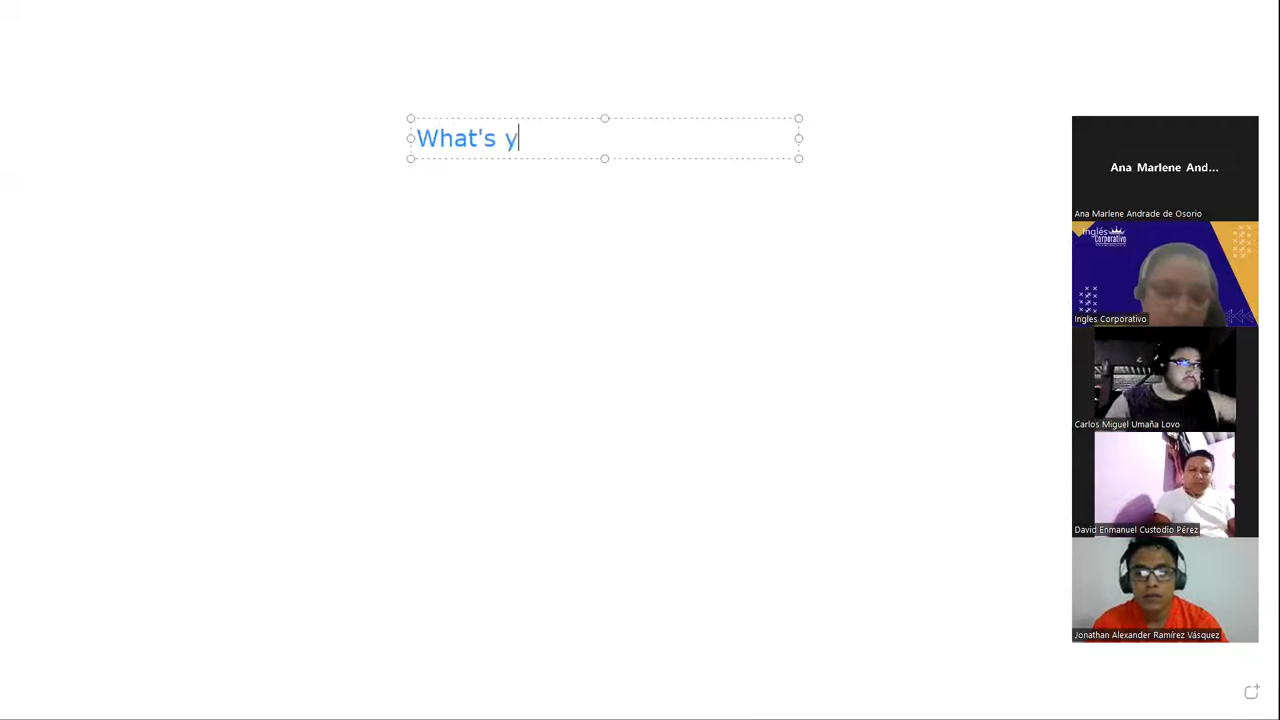 What's y
Ana Marlene And...
Ana Marlene Andrade de Osorio
Inglés
Corporativo
Ingles Corporativo
Carlos Miguel Umaña Lovo
David Enmanuel Custodio Pérez
Jonathan Alexander Ramírez Vásquez